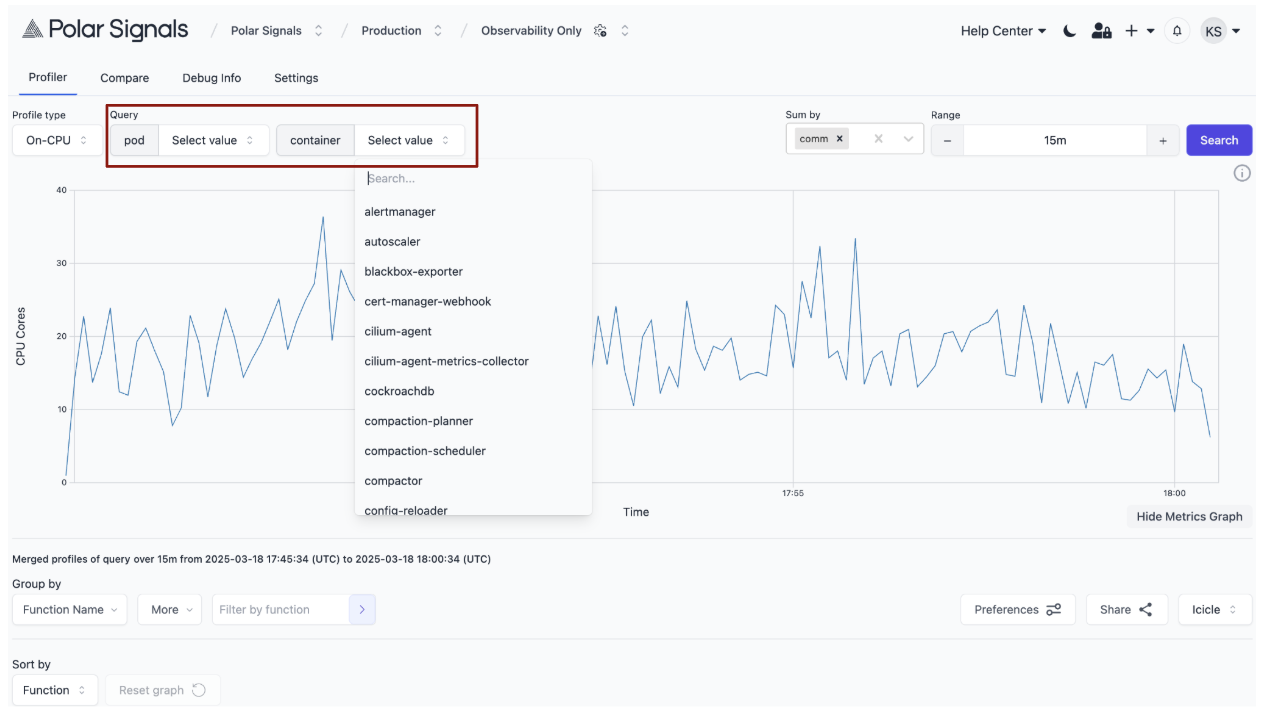 Polar Signals / Polar Signals / Production / Observability Only Help Center KS
Profiler Compare Debug Info Settings
Profile type Query Sum by Range
On-CPU pod Select value container Select value comm × − 15m + Search
Search...
alertmanager
autoscaler
blackbox-exporter
cert-manager-webhook
cilium-agent
cilium-agent-metrics-collector
cockroachdb
compaction-planner
compaction-scheduler
compactor
config-reloader
CPU Cores
40
30
20
10
0
17:55 18:00
Time
Hide Metrics Graph
Merged profiles of query over 15m from 2025-03-18 17:45:34 (UTC) to 2025-03-18 18:00:34 (UTC)
Group by
Function Name More Filter by function Preferences Share Icicle
Sort by
Function Reset graph